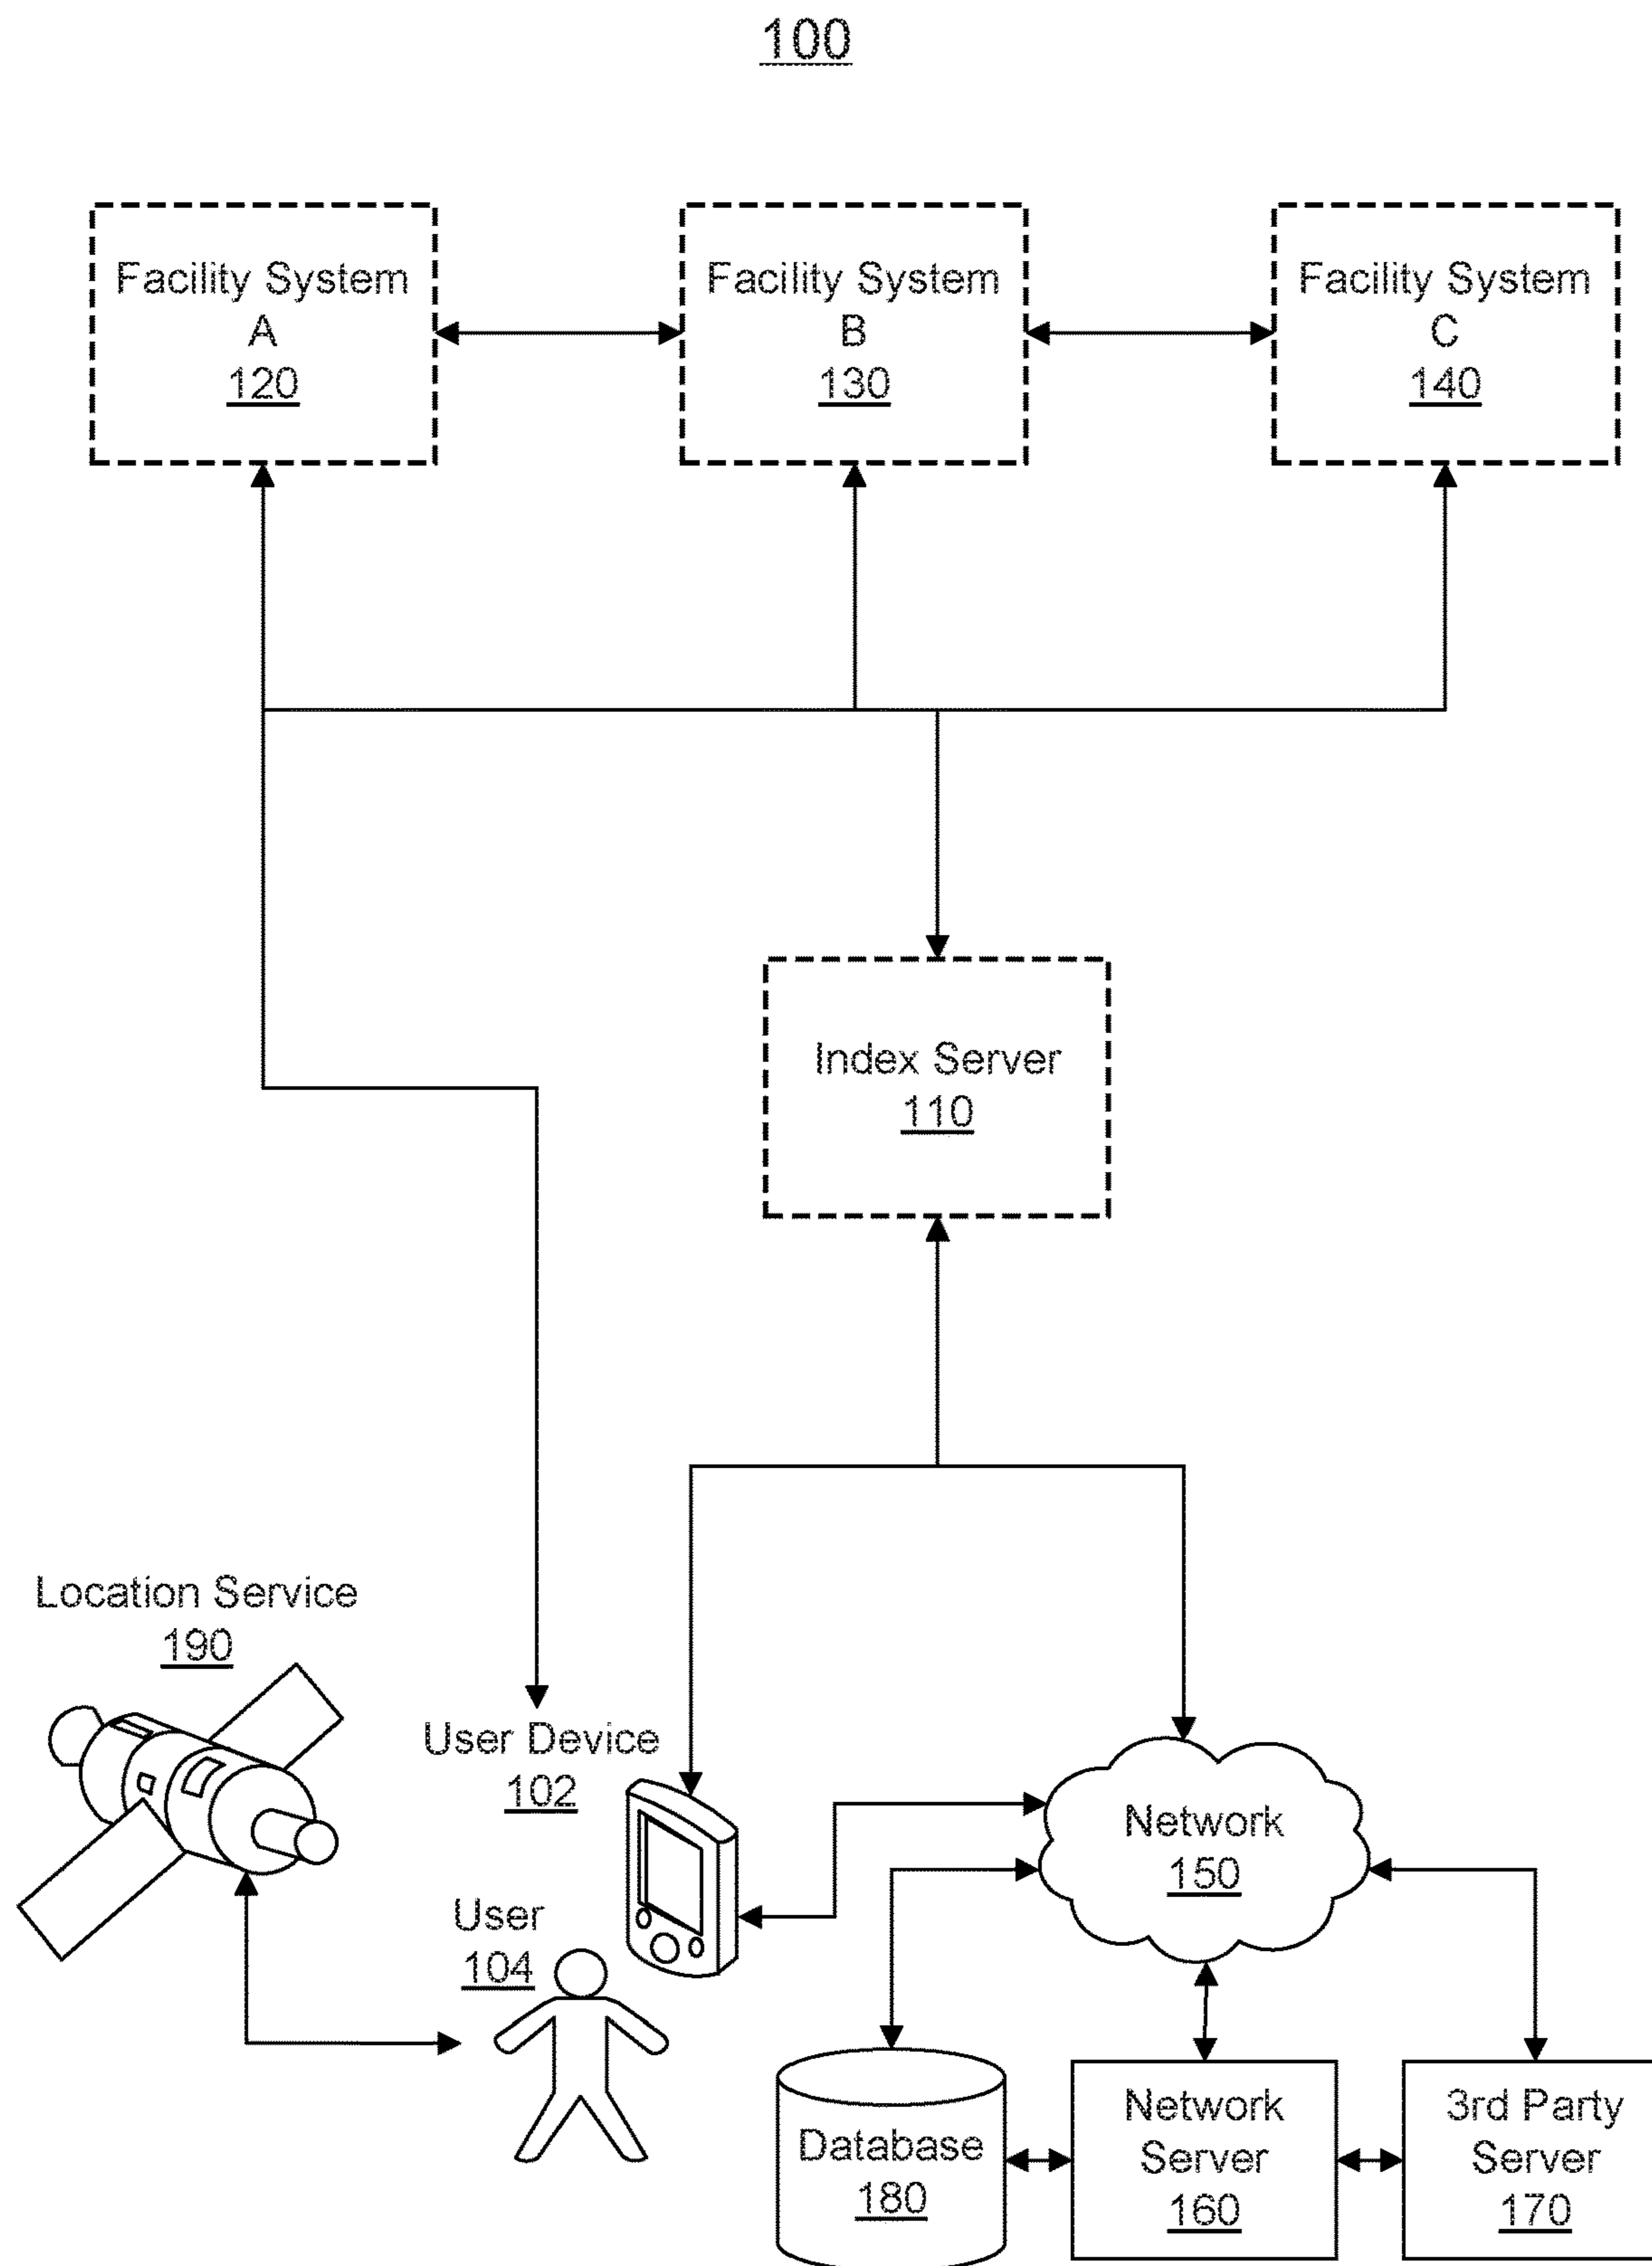 100
Facility System
A
120
Facility System
B
130
Facility System
C
140
Index Server
110
Location Service
190
User Device
102
User
104
Network
150
Database
180
Network
Server
160
3rd Party
Server
170